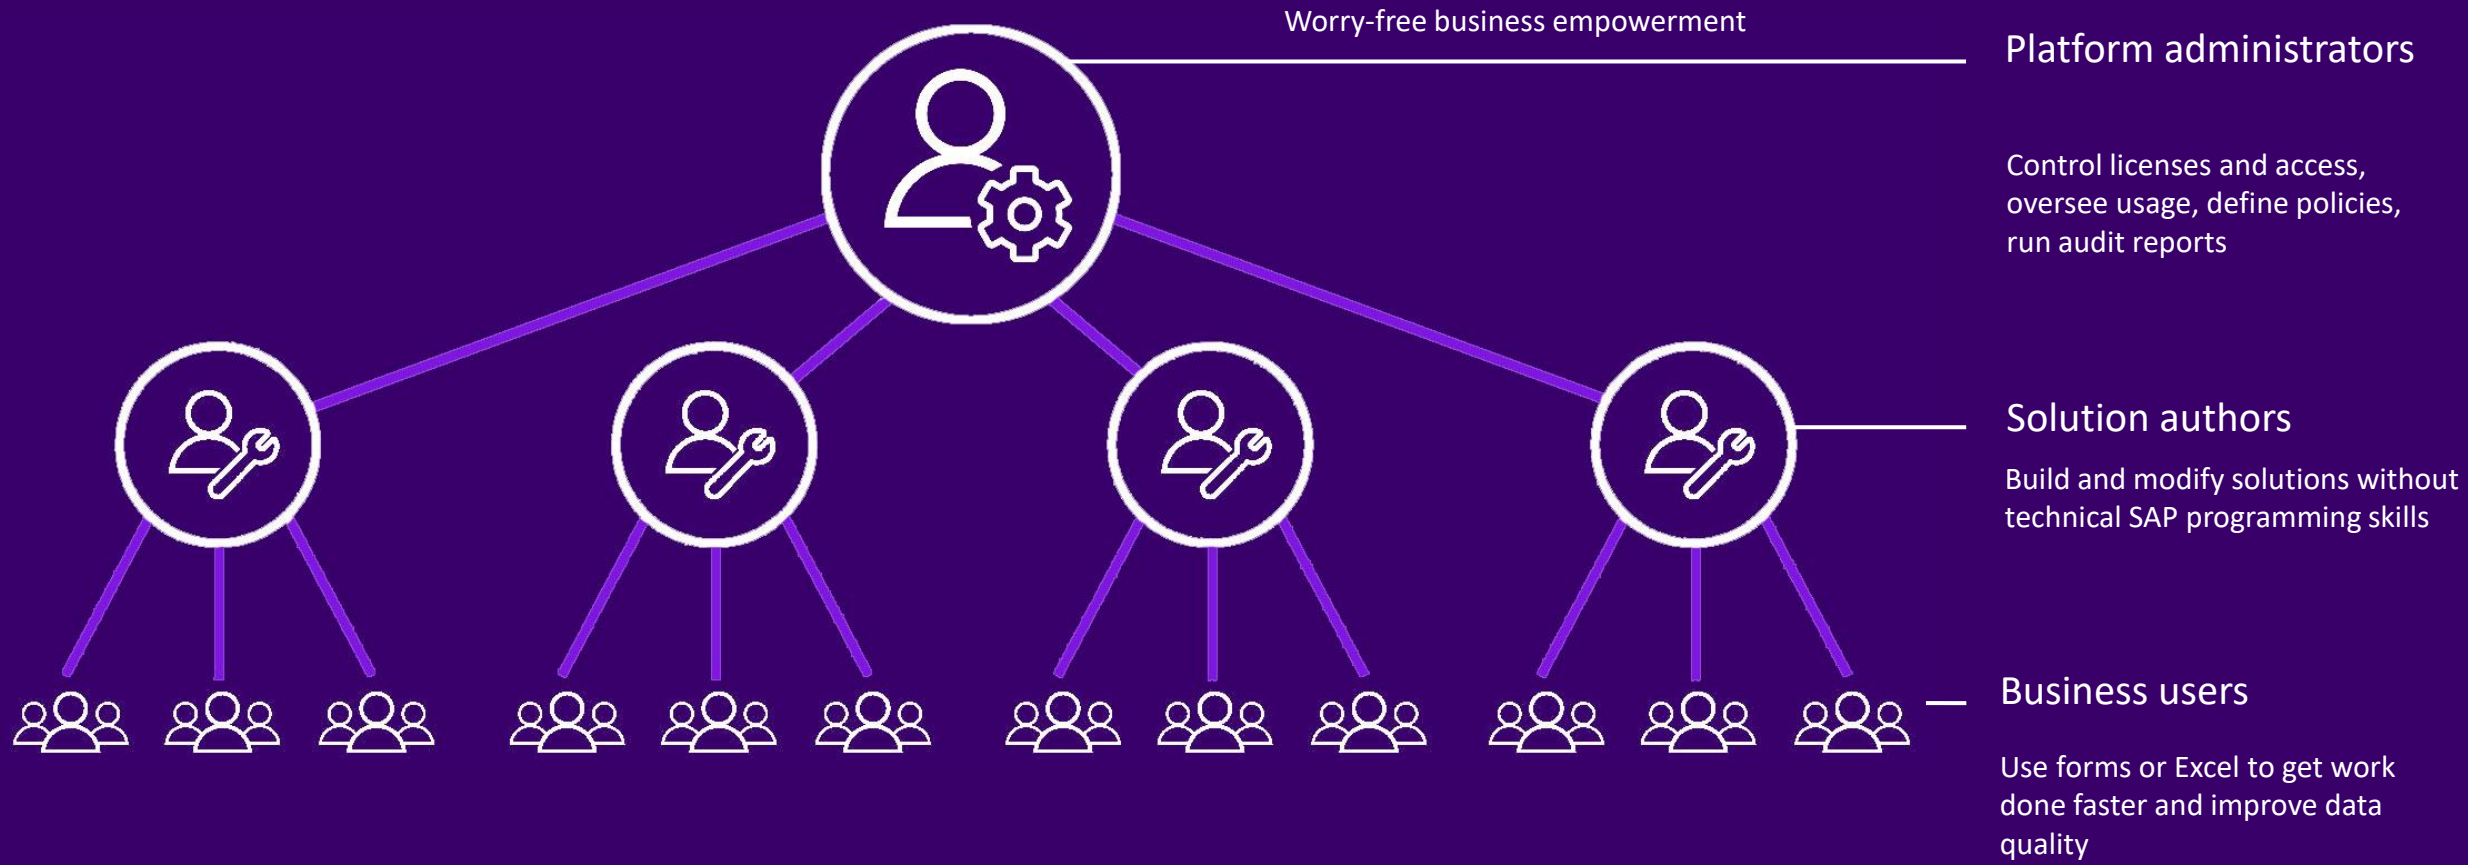 Worry-free business empowerment
Platform administrators
Control licenses and access,
oversee usage, define policies,
run audit reports
Solution authors
Build and modify solutions without
technical SAP programming skills
Business users
Use forms or Excel to get work
done faster and improve data
quality